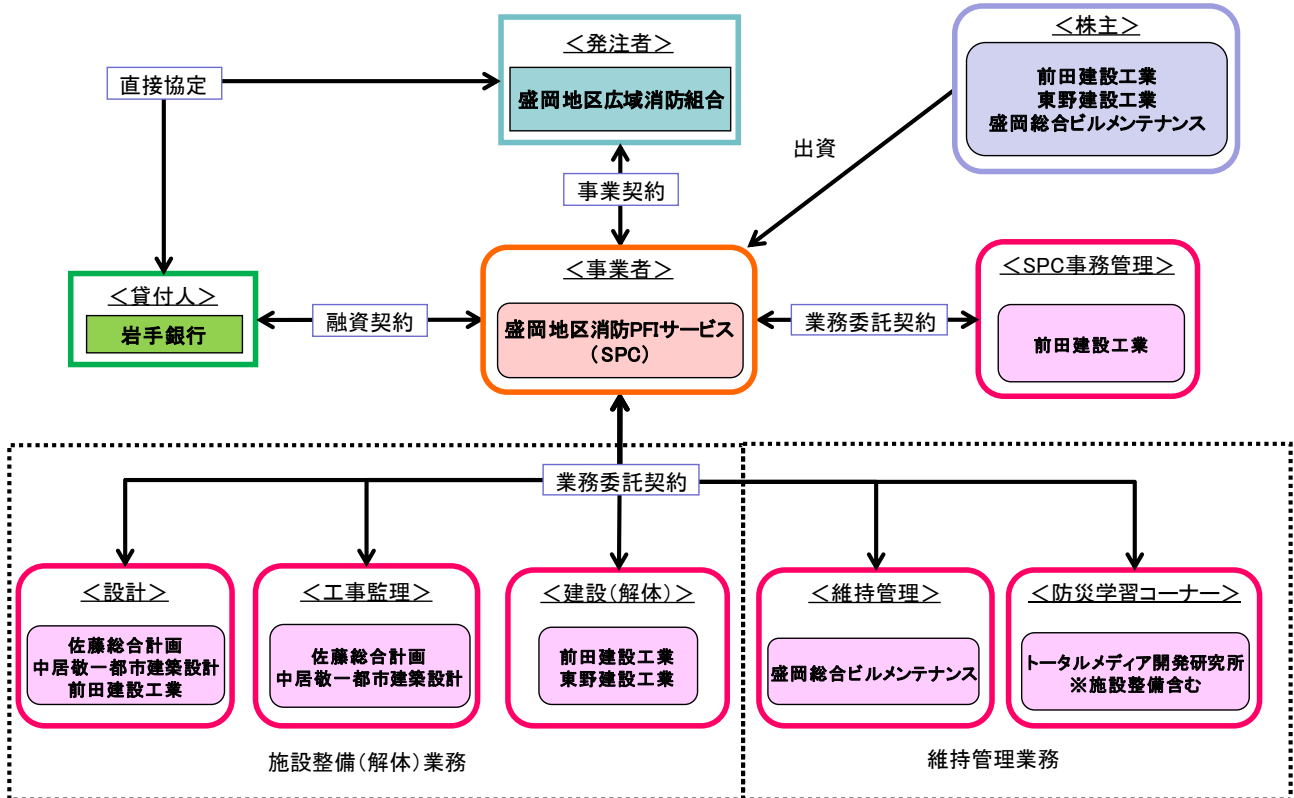 ＜発注者＞
盛岡地区広域消防組合
＜株主＞
前田建設工業
東野建設工業
盛岡総合ビルメンテナンス
直接協定
出資
事業契約
＜貸付人＞
岩手銀行
融資契約
＜事業者＞
盛岡地区消防PFIサービス
（SPC）
業務委託契約
＜SPC事務管理＞
前田建設工業
業務委託契約
＜設計＞
佐藤総合計画
中居敬一都市建築設計
前田建設工業
＜工事監理＞
佐藤総合計画
中居敬一都市建築設計
＜建設（解体）＞
前田建設工業
東野建設工業
＜維持管理＞
盛岡総合ビルメンテナンス
＜防災学習コーナー＞
トータルメディア開発研究所
※施設整備含む
施設整備（解体）業務
維持管理業務